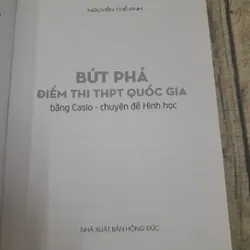 NGUYỄN THẾ ANH
BỨT PHÁ
ĐIỂM THI THPT QUỐC GIA
bằng Casio - chuyên đề Hình học
NHÀ XUẤT BẢN HỒNG ĐỨC